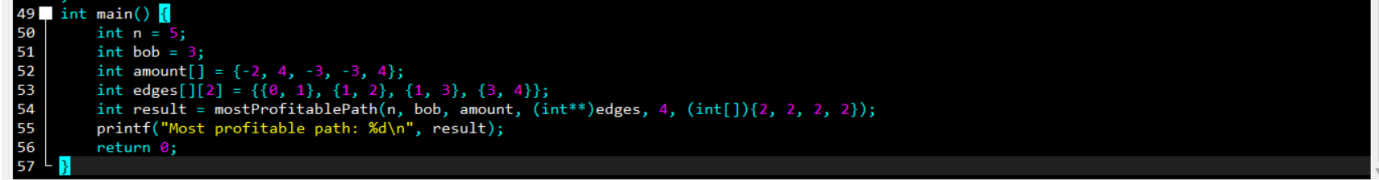 49 int main() {
50 int n = 5;
51 int bob = 3;
52 int amount[] = {-2, 4, -3, -3, 4};
53 int edges[][2] = {{0, 1}, {1, 2}, {1, 3}, {3, 4}};
54 int result = mostProfitablePath(n, bob, amount, (int**)edges, 4, (int[]){2, 2, 2, 2});
55 printf("Most profitable path: %d\n", result);
56 return 0;
57 }